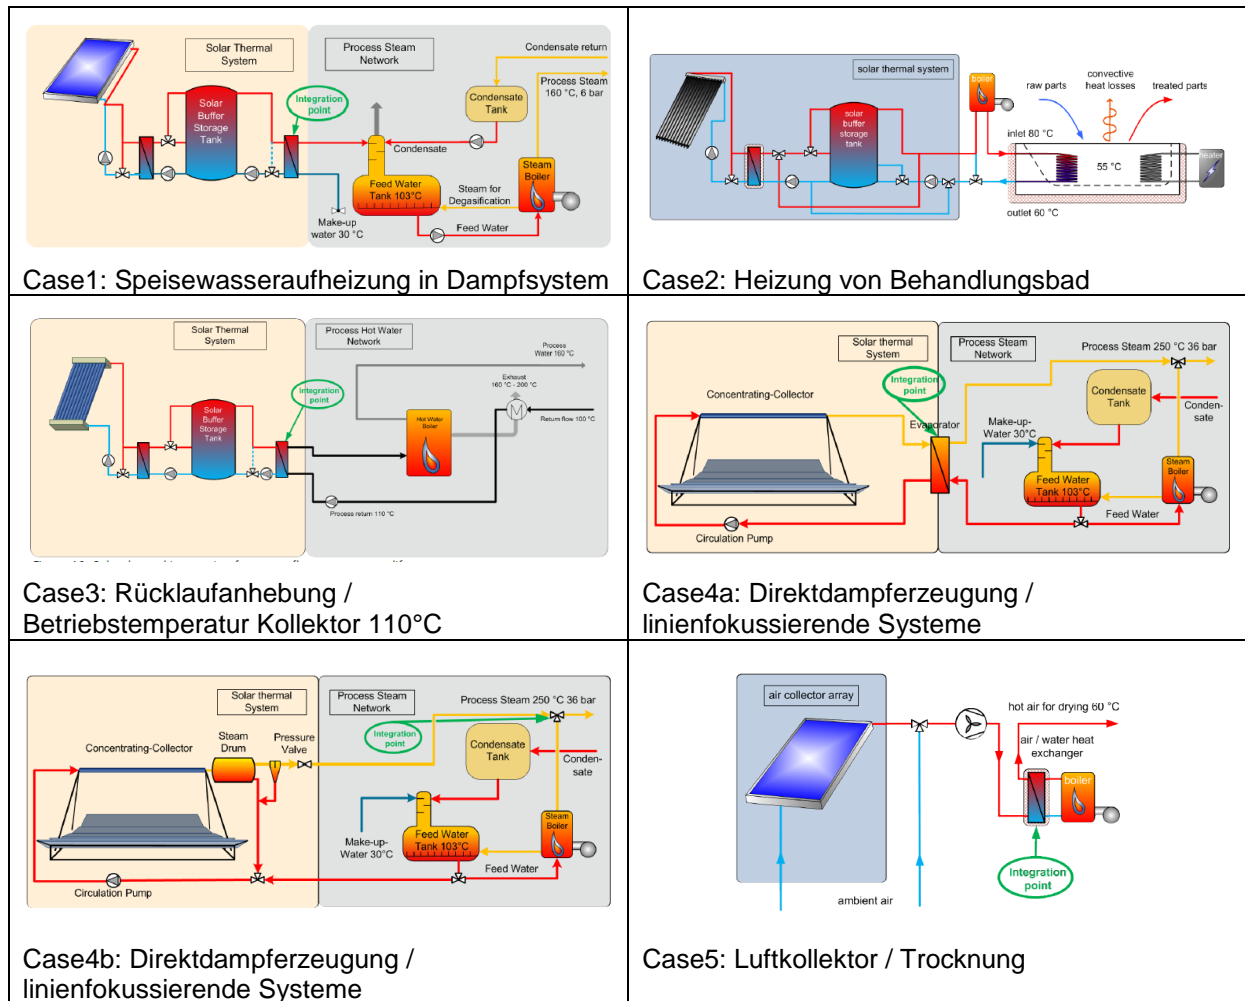 Solar Thermal
System
Process Steam
Network
Condensate return
Process Steam
160 °C, 6 bar
Integration
point
Solar
Buffer
Storage
Tank
Condensate
Tank
Condensate
Steam
Boiler
Feed Water
Tank 103°C
Steam for
Degasification
Make-up
water 30 °C
Feed Water
Case1: Speisewasseraufheizung in Dampfsystem
solar thermal system
boiler
raw parts
convective
heat losses
treated parts
solar
buffer
storage
tank
inlet 80 °C
55 °C
heater
outlet 60 °C
Case2: Heizung von Behandlungsbad
Solar Thermal
System
Process Hot Water
Network
Process
Water 160 °C
Exhaust
160 °C - 200 °C
Integration
point
Solar
Buffer
Storage
Tank
Hot Water
Boiler
M
Return flow 100 °C
Process return 110 °C
Case3: Rücklaufanhebung /
Betriebstemperatur Kollektor 110°C
Solar thermal
System
Process Steam
Network
Process Steam 250 °C 36 bar
Integration
point
Concentrating-Collector
Evaporator
Condensate
Tank
Conden-
sate
Make-up-
Water 30°C
Steam
Boiler
Feed Water
Tank 103°C
Feed Water
Circulation Pump
Case4a: Direktdampferzeugung /
linienfokussierende Systeme
Solar thermal
System
Process Steam
Network
Process Steam 250 °C 36 bar
Integration
point
Steam
Drum
Pressure
Valve
Concentrating-Collector
Condensate
Tank
Conden-
sate
Make-up-
Water 30°C
Steam
Boiler
Feed Water
Tank 103°C
Feed Water
Circulation Pump
Case4b: Direktdampferzeugung /
linienfokussierende Systeme
air collector array
hot air for drying 60 °C
air / water heat
exchanger
boiler
Integration
point
ambient air
Case5: Luftkollektor / Trocknung